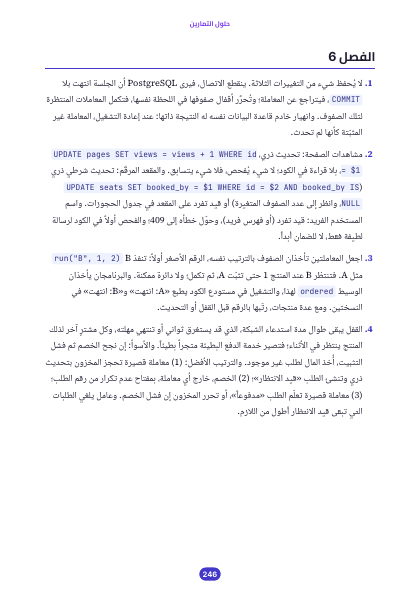 حلول التمارين
الفصل 6
1. لا يُحفظ شيء من التغييرات الثلاثة. ينقطع الاتصال، فيرى PostgreSQL أن الجلسة انتهت بلا
COMMIT، فيتراجع عن المعاملة؛ وتُحرَّر أقفال صفوفها في اللحظة نفسها، فتكمل المعاملات المنتظرة
لتلك الصفوف. وانهيار خادم قاعدة البيانات نفسه له النتيجة ذاتها: عند إعادة التشغيل، المعاملة غير
المثبتة كأنها لم تحدث.
2. مشاهدات الصفحة: تحديث ذري، UPDATE pages SET views = views + 1 WHERE id
= $1، بلا قراءة في الكود؛ لا شيء يُفحص، فلا شيء يتسابق. والمقعد المرقم: تحديث شرطي ذري
(UPDATE seats SET booked_by = $1 WHERE id = $2 AND booked_by IS
NULL، وانظر إلى عدد الصفوف المتغيرة) أو قيد تفرد على المقعد في جدول الحجوزات. واسم
المستخدم الفريد: قيد تفرد (أو فهرس فريد)، وحوّل خطأه إلى 409؛ والفحص أولاً في الكود لرسالة
لطيفة فقط، لا للضمان أبداً.
3. اجعل المعاملتين تأخذان الصفوف بالترتيب نفسه، الرقم الأصغر أولاً: تنفذ run("B", 1, 2) B
مثل A. فتنتظر B عند المنتج 1 حتى تثبّت A، ثم تكمل؛ ولا دائرة ممكنة. والبرنامجان يأخذان
الوسيط ordered لهذا، والتشغيل في مستودع الكود يطبع «A: انتهت» و«B: انتهت» في
النسختين. ومع عدة منتجات، رتّبها بالرقم قبل القفل أو التحديث.
4. القفل يبقى طوال مدة استدعاء الشبكة، الذي قد يستغرق ثواني أو تنتهي مهلته، وكل مشترٍ آخر لذلك
المنتج ينتظر في الأثناء؛ فتصير خدمة الدفع البطيئة متجراً بطيئاً. والأسوأ: إن نجح الخصم ثم فشل
التثبيت، أُخذ المال لطلب غير موجود. والترتيب الأفضل: (1) معاملة قصيرة تحجز المخزون بتحديث
ذري وتنشئ الطلب «قيد الانتظار»؛ (2) الخصم، خارج أي معاملة، بمفتاح عدم تكرار من رقم الطلب؛
(3) معاملة قصيرة تعلّم الطلب «مدفوعاً»، أو تحرر المخزون إن فشل الخصم. وعامل يلغي الطلبات
التي تبقى قيد الانتظار أطول من اللازم.
246